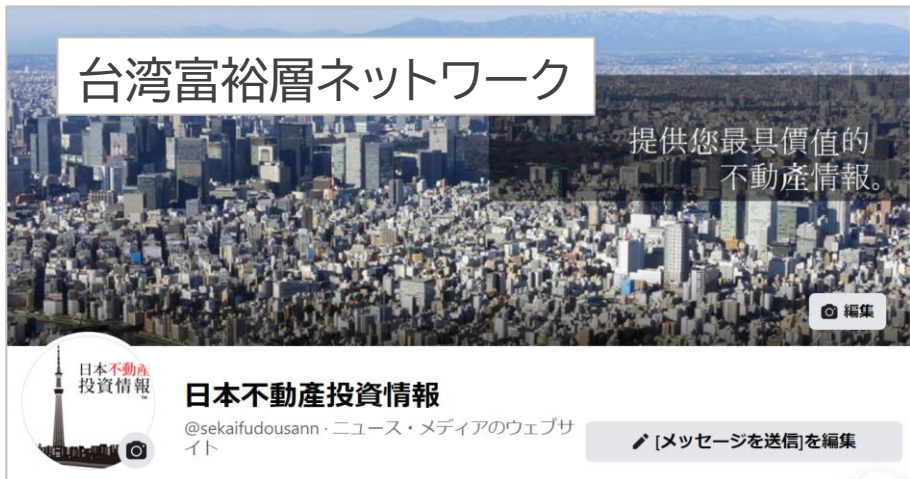 台湾富裕層ネットワーク
提供您最具價值的
不動產情報。
編集
日本不動産
投資情報
TM
日本不動產投資情報
@sekaifudousann · ニュース・メディアのウェブサ
イト
[メッセージを送信]を編集